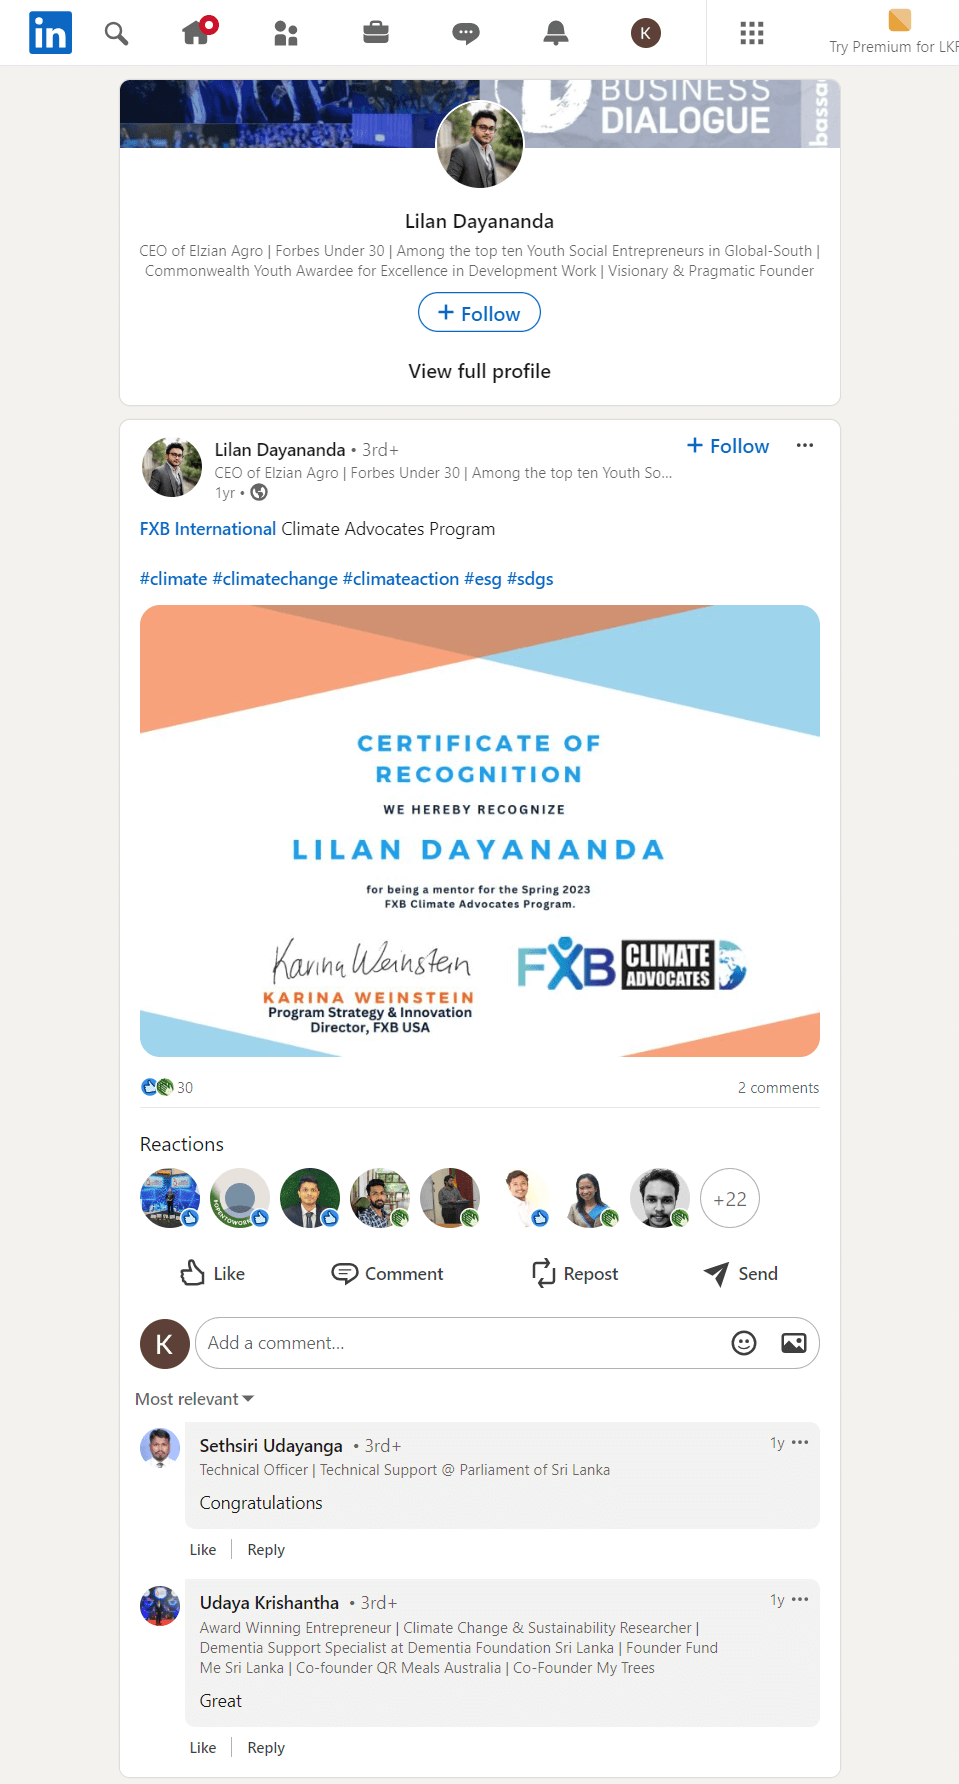 in
K
Try Premium for LKR
BUSINESS
DIALOGUE
bassa
Lilan Dayananda
CEO of Elzian Agro | Forbes Under 30 | Among the top ten Youth Social Entrepreneurs in Global-South |
Commonwealth Youth Awardee for Excellence in Development Work | Visionary & Pragmatic Founder
+ Follow
View full profile
Lilan Dayananda • 3rd+
+ Follow
CEO of Elzian Agro | Forbes Under 30 | Among the top ten Youth So...
1yr •
FXB International Climate Advocates Program
#climate #climatechange #climateaction #esg #sdgs
CERTIFICATE OF
RECOGNITION
WE HEREBY RECOGNIZE
LILAN DAYANANDA
for being a mentor for the Spring 2023
FXB Climate Advocates Program.
Karina Weinstein
KARINA WEINSTEIN
Program Strategy & Innovation
Director, FXB USA
FXB CLIMATE
ADVOCATES
30
2 comments
Reactions
#OPENTOWORK
+22
Like
Comment
Repost
Send
K
Add a comment...
Most relevant
Sethsiri Udayanga • 3rd+
1y
Technical Officer | Technical Support @ Parliament of Sri Lanka
Congratulations
Like | Reply
Udaya Krishantha • 3rd+
1y
Award Winning Entrepreneur | Climate Change & Sustainability Researcher |
Dementia Support Specialist at Dementia Foundation Sri Lanka | Founder Fund
Me Sri Lanka | Co-founder QR Meals Australia | Co-Founder My Trees
Great
Like | Reply